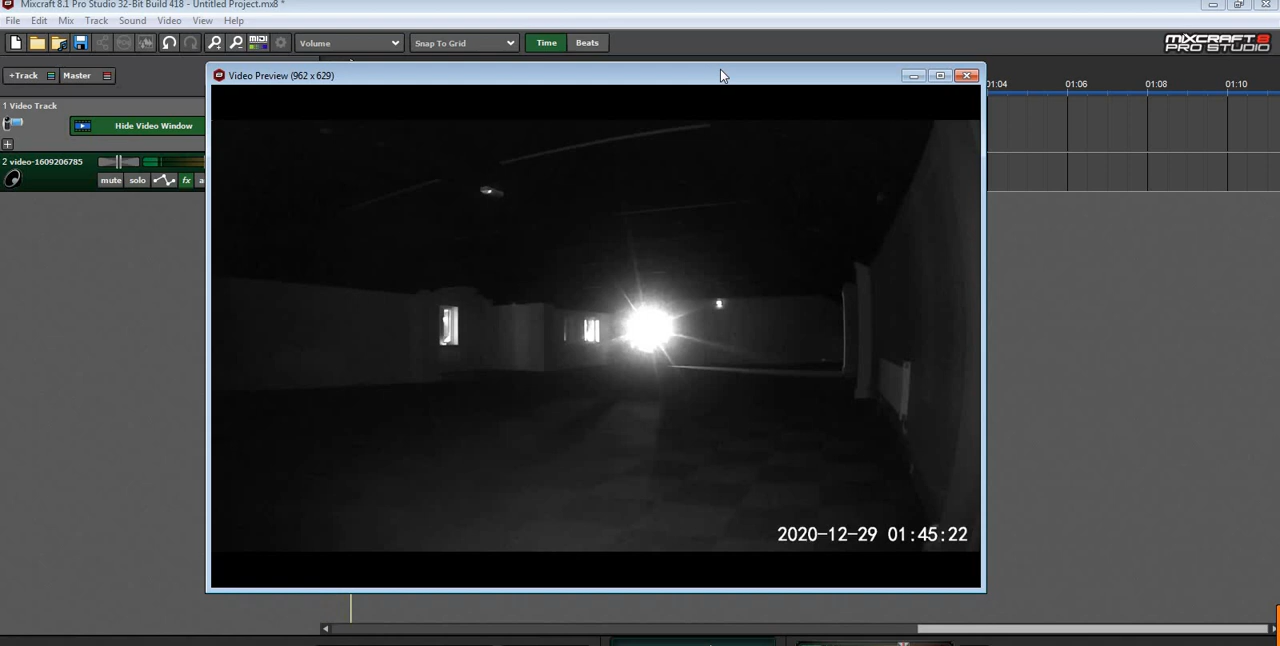 Mixcraft 8.1 Pro Studio 32-Bit Build 418 - Untitled Project.mx8 *
File Edit Mix Track Sound Video View Help
Volume Snap To Grid Time Beats MIXCRAFT 8
PRO STUDIO
+Track Master
Video Preview (962 x 629)
01:04 01:06 01:08 01:10
1 Video Track
Hide Video Window
2 video-1609206785
mute solo fx a
2020-12-29 01:45:22